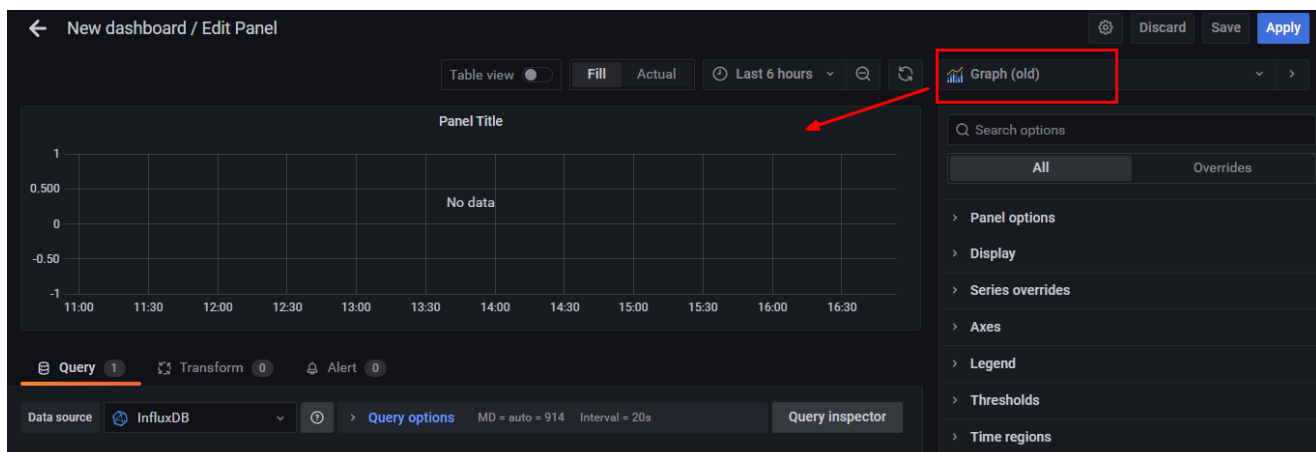 New dashboard / Edit Panel
Discard Save Apply
Table view Fill Actual Last 6 hours Graph (old)
Panel Title
1
0.500
0
-0.50
-1
No data
11:00 11:30 12:00 12:30 13:00 13:30 14:00 14:30 15:00 15:30 16:00 16:30
Search options
All Overrides
Panel options
Display
Series overrides
Axes
Legend
Thresholds
Time regions
Query 1 Transform 0 Alert 0
Data source InfluxDB Query options MD = auto = 914 Interval = 20s Query inspector